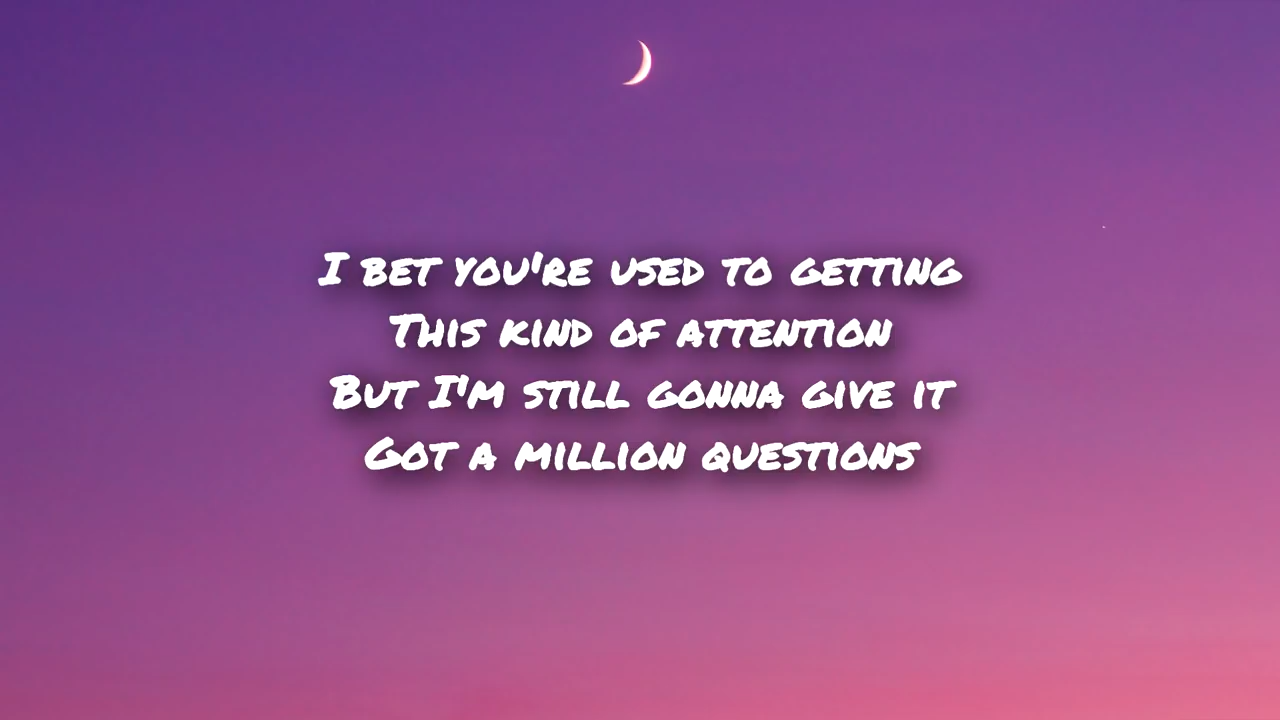 I bet you're used to getting
This kind of attention
But I'm still gonna give it
Got a million questions